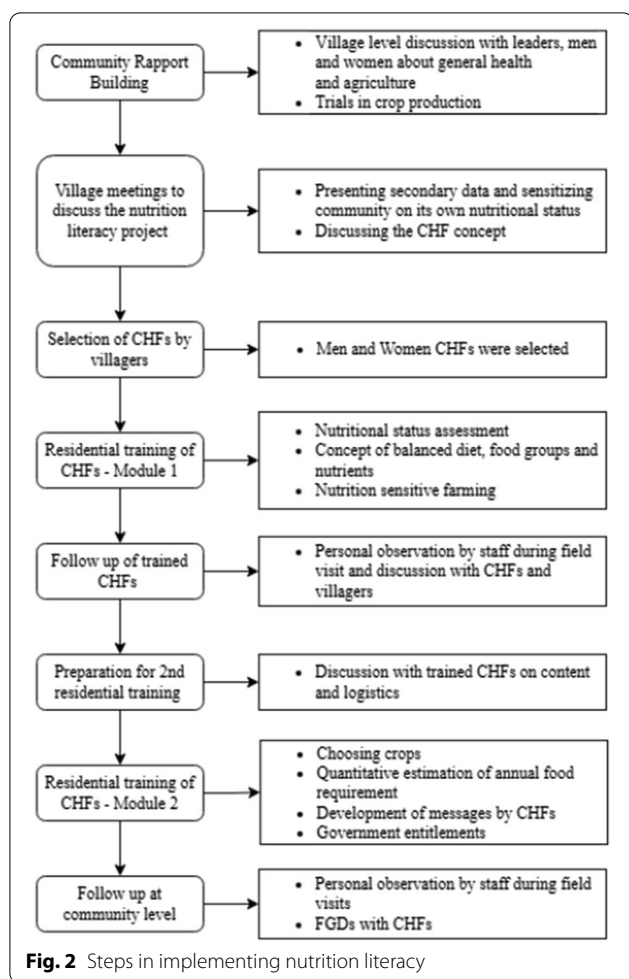 Community Rapport
Building
• Village level discussion with leaders, men
and women about general health
and agriculture
• Trials in crop production
Village meetings to
discuss the nutrition
literacy project
• Presenting secondary data and sensitizing
community on its own nutritional status
• Discussing the CHF concept
Selection of CHFs by
villagers
• Men and Women CHFs were selected
Residential training of
CHFs - Module 1
• Nutritional status assessment
• Concept of balanced diet, food groups and
nutrients
• Nutrition sensitive farming
Follow up of trained
CHFs
• Personal observation by staff during field
visit and discussion with CHFs and
villagers
Preparation for 2nd
residential training
• Discussion with trained CHFs on content
and logistics
Residential training of
CHFs - Module 2
• Choosing crops
• Quantitative estimation of annual food
requirement
• Development of messages by CHFs
• Government entitlements
Follow up at
community level
• Personal observation by staff during field
visits
• FGDs with CHFs
Fig. 2 Steps in implementing nutrition literacy